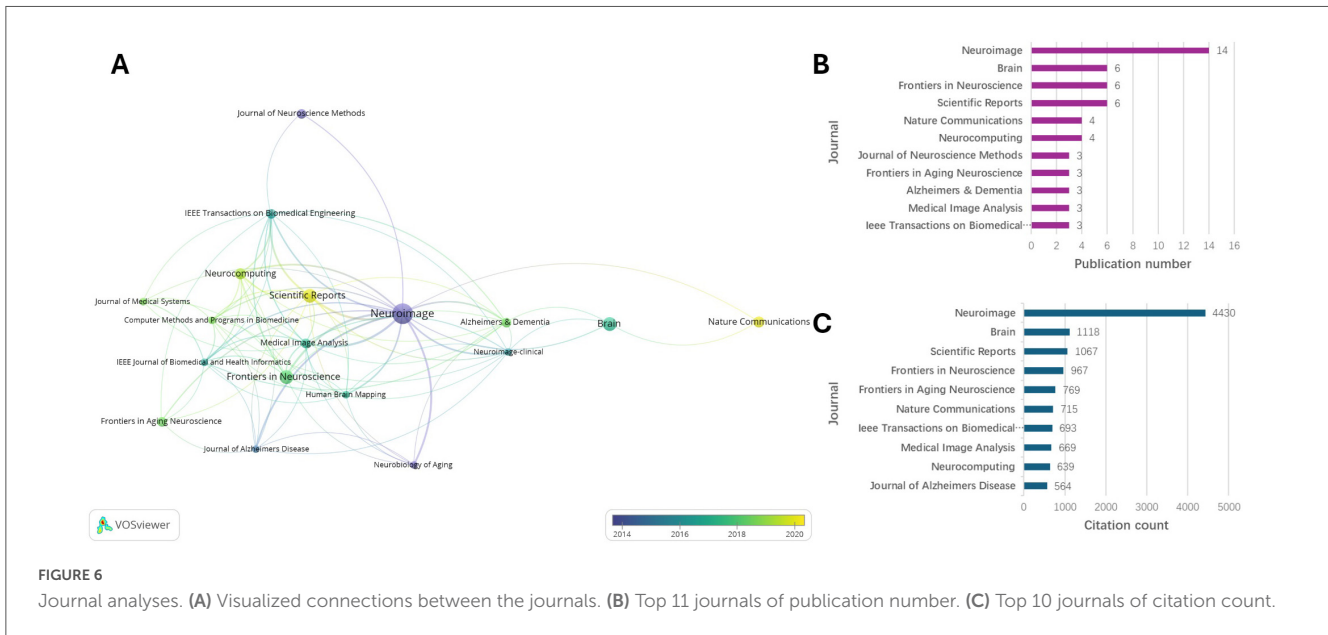 A
Journal of Neuroscience Methods
IEEE Transactions on Biomedical Engineering
Neurocomputing
Scientific Reports
Journal of Medical Systems
Neuroimage
Computer Methods and Programs in Biomedicine
Alzheimers & Dementia
Brain
Nature Communications
Medical Image Analysis
Neuroimage-clinical
IEEE Journal of Biomedical and Health Informatics
Frontiers in Neuroscience
Human Brain Mapping
Frontiers in Aging Neuroscience
Journal of Alzheimers Disease
Neurobiology of Aging
VOSviewer
2014 2016 2018 2020
B
Journal
Neuroimage 14
Brain 6
Frontiers in Neuroscience 6
Scientific Reports 6
Nature Communications 4
Neurocomputing 4
Journal of Neuroscience Methods 3
Frontiers in Aging Neuroscience 3
Alzheimers & Dementia 3
Medical Image Analysis 3
Ieee Transactions on Biomedical… 3
0 2 4 6 8 10 12 14 16
Publication number
C
Journal
Neuroimage 4430
Brain 1118
Scientific Reports 1067
Frontiers in Neuroscience 967
Frontiers in Aging Neuroscience 769
Nature Communications 715
Ieee Transactions on Biomedical… 693
Medical Image Analysis 669
Neurocomputing 639
Journal of Alzheimers Disease 564
0 1000 2000 3000 4000 5000
Citation count
FIGURE 6
Journal analyses. (A) Visualized connections between the journals. (B) Top 11 journals of publication number. (C) Top 10 journals of citation count.